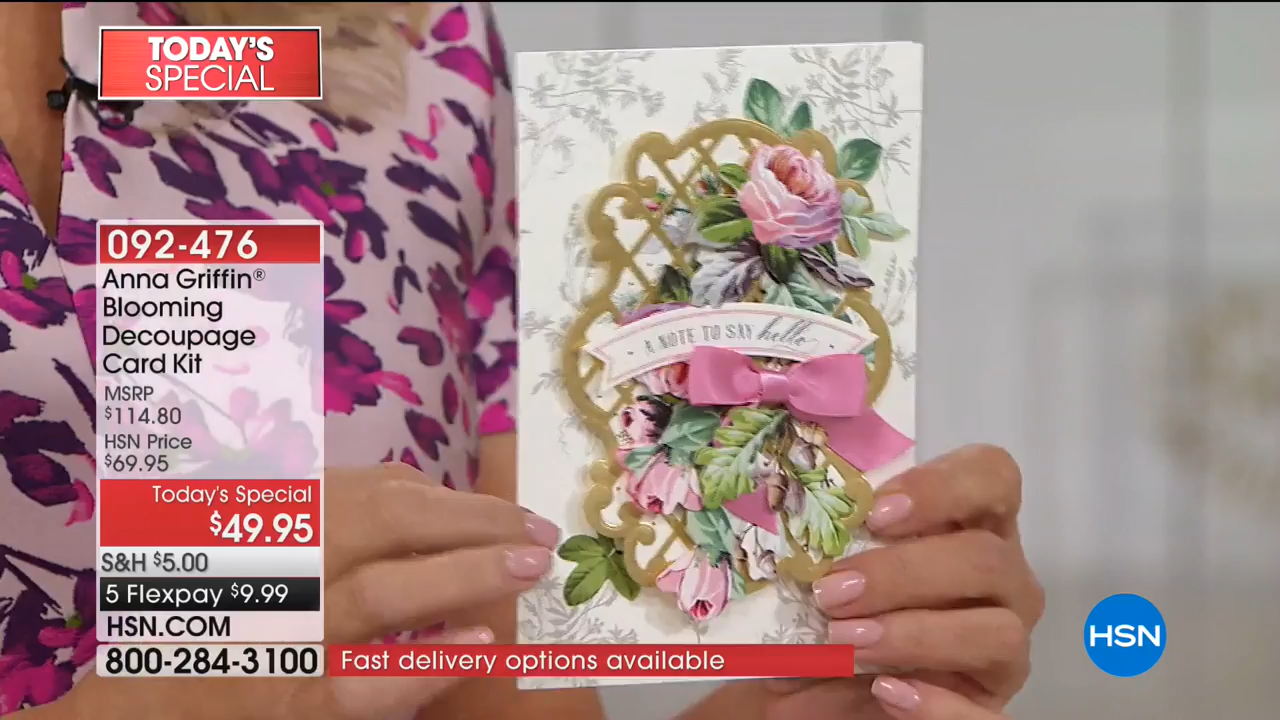 TODAY'S
SPECIAL
092-476
Anna Griffin®
Blooming
Decoupage
Card Kit
MSRP
$114.80
HSN Price
$69.95
Today's Special
$49.95
S&H $5.00
5 Flexpay $9.99
HSN.COM
800-284-3100
Fast delivery options available
A NOTE TO SAY hello
HSN